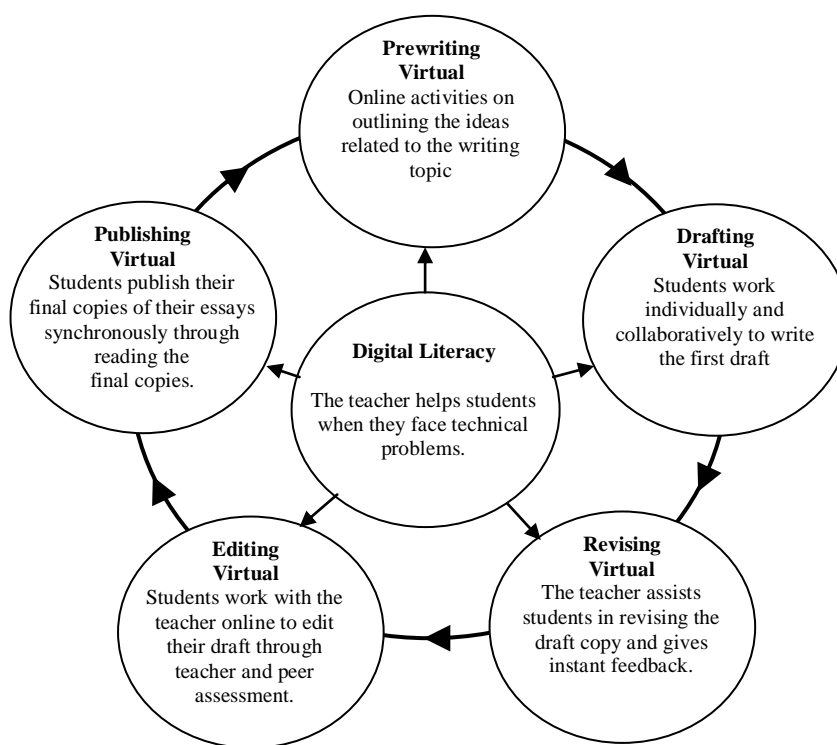 Prewriting
Virtual
Online activities on
outlining the ideas
related to the writing
topic
Publishing
Virtual
Students publish their
final copies of their essays
synchronously through
reading the
final copies.
Drafting
Virtual
Students work
individually and
collaboratively to write
the first draft
Digital Literacy
The teacher helps students
when they face technical
problems.
Editing
Virtual
Students work with the
teacher online to edit
their draft through
teacher and peer
assessment.
Revising
Virtual
The teacher assists
students in revising the
draft copy and gives
instant feedback.